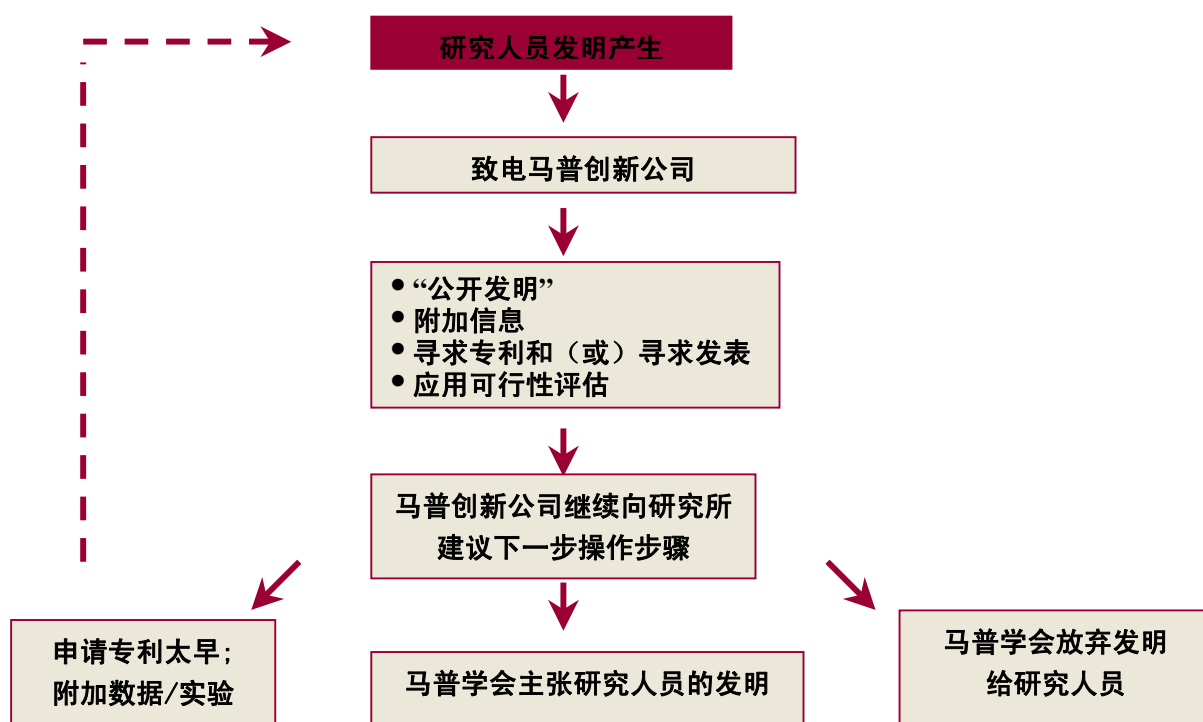 研究人员发明产生
致电马普创新公司
•“公开发明”
•附加信息
•寻求专利和（或）寻求发表
•应用可行性评估
马普创新公司继续向研究所
建议下一步操作步骤
申请专利太早;
附加数据/实验
马普学会主张研究人员的发明
马普学会放弃发明
给研究人员